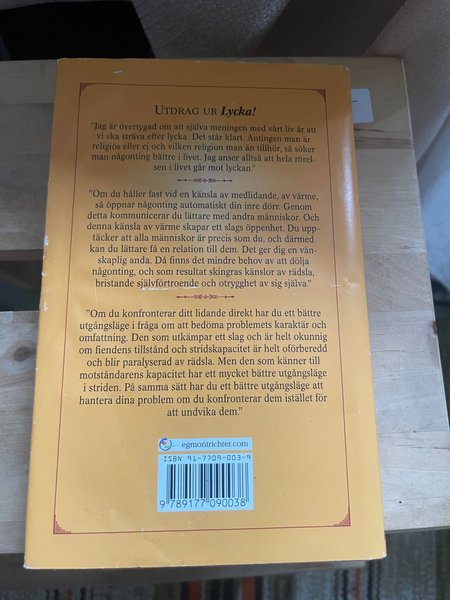 UTDRAG UR Lycka!
"Jag är övertygad om att själva meningen med vårt liv är att
vi ska sträva efter lycka. Det står klart. Antingen man är
religiös eller ej och vilken religion man än tillhör, så söker
man någonting bättre i livet. Jag anser alltså att hela rörel-
sen i livet går mot lyckan."
"Om du håller fast vid en känsla av medlidande, av värme,
så öppnar någonting automatiskt din inre dörr. Genom
detta kommunicerar du lättare med andra människor. Och
denna känsla av värme skapar ett slags öppenhet. Du upp-
täcker att alla människor är precis som du, och därmed
kan du lättare få en relation till dem. Det ger dig en vän-
skaplig anda. Då finns det mindre behov av att dölja
någonting, och som resultat skingras känslor av rädsla,
bristande självförtroende och otrygghet av sig själva."
"Om du konfronterar ditt lidande direkt har du ett bättre
utgångsläge i fråga om att bedöma problemets karaktär och
omfattning. Den som utkämpar ett slag och är helt okunnig
om fiendens tillstånd och stridskapacitet är helt oförberedd
och blir paralyserad av rädsla. Men den som känner till
motståndarens kapacitet har ett mycket bättre utgångsläge
i striden. På samma sätt har du ett bättre utgångsläge att
hantera dina problem om du konfronterar dem istället för
att undvika dem."
egmontrichter.com
ISBN 91-7709-003-9
9 789177 090038